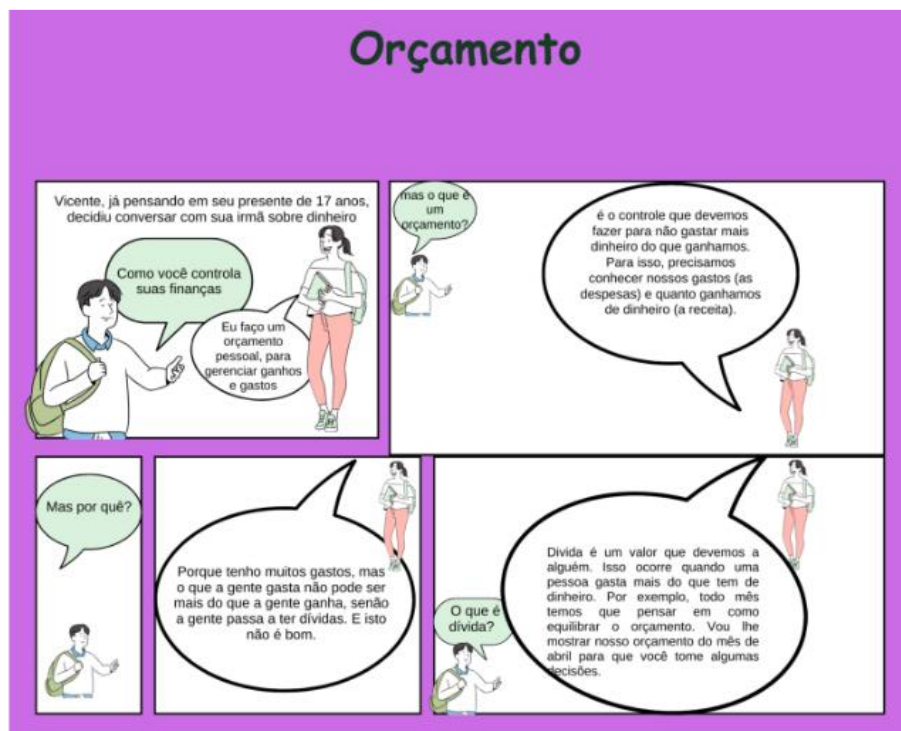 Orçamento
Vicente, já pensando em seu presente de 17 anos,
decidiu conversar com sua irmã sobre dinheiro
Como você controla
suas finanças
Eu faço um
orçamento
pessoal, para
gerenciar ganhos
e gastos
mas o que é
um
orçamento?
é o controle que devemos
fazer para não gastar mais
dinheiro do que ganhamos.
Para isso, precisamos
conhecer nossos gastos (as
despesas) e quanto ganhamos
de dinheiro (a receita).
Mas por quê?
Porque tenho muitos gastos, mas
o que a gente gasta não pode ser
mais do que a gente ganha, senão
a gente passa a ter dívidas. E isto
não é bom.
O que é
dívida?
Divida é um valor que devemos a
alguém. Isso ocorre quando uma
pessoa gasta mais do que tem de
dinheiro. Por exemplo, todo mês
temos que pensar em como
equilibrar o orçamento. Vou lhe
mostrar nosso orçamento do mês de
abril para que você tome algumas
decisões.